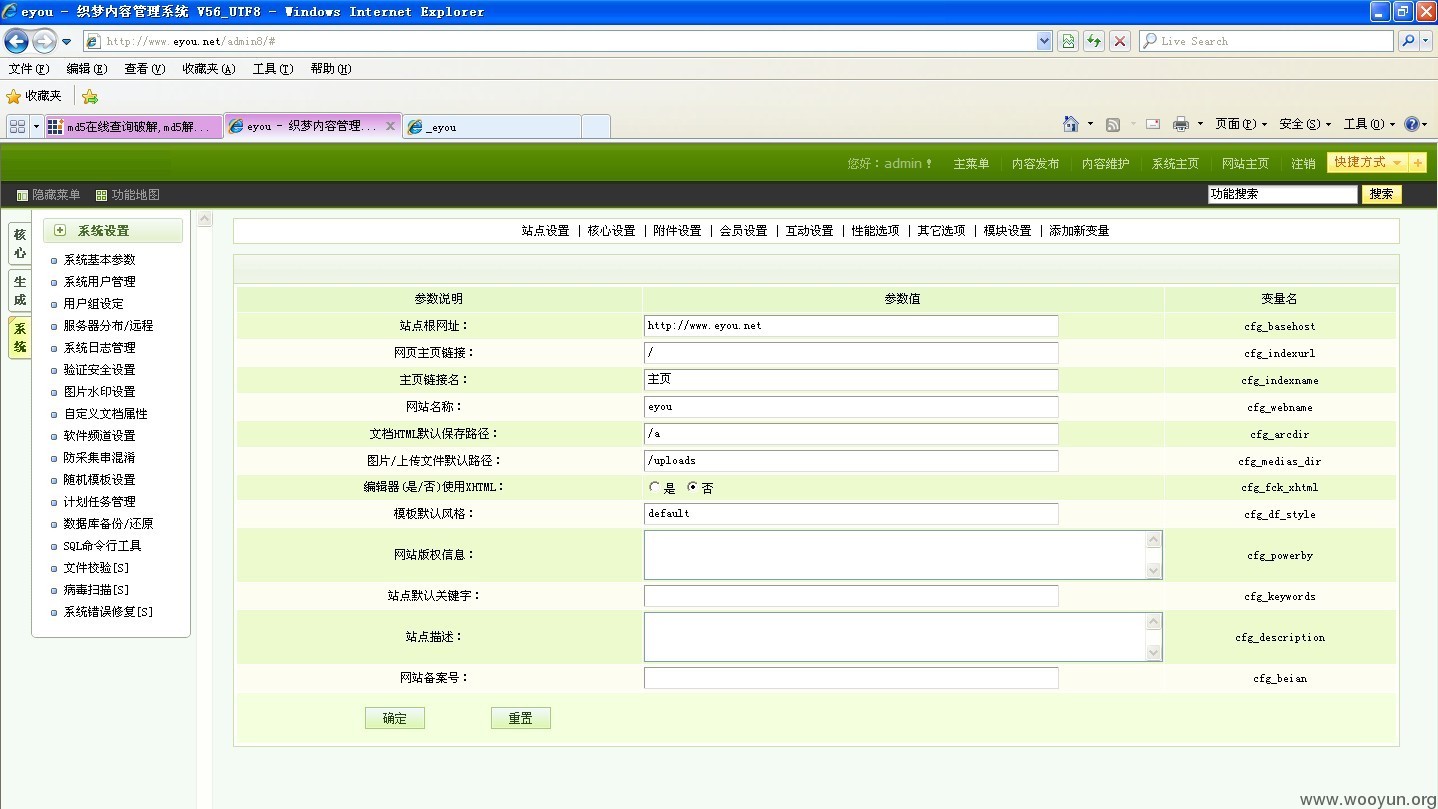 eyou - 织梦内容管理系统 V56_UTF8 - Windows Internet Explorer
http://www.eyou.net/admin8/#
Live Search
文件(F) 编辑(E) 查看(V) 收藏夹(A) 工具(T) 帮助(H)
收藏夹
md5在线查询破解,md5解... eyou - 织梦内容管理... _eyou 页面(P) 安全(S) 工具(O)
您好：admin！ 主菜单 内容发布 内容维护 系统主页 网站主页 注销 快捷方式
隐藏菜单 功能地图 功能搜索 搜索
核心
生成
系统
系统设置
系统基本参数
系统用户管理
用户组设定
服务器分布/远程
系统日志管理
验证安全设置
图片水印设置
自定义文档属性
软件频道设置
防采集串混淆
随机模板设置
计划任务管理
数据库备份/还原
SQL命令行工具
文件校验[S]
病毒扫描[S]
系统错误修复[S]
站点设置 | 核心设置 | 附件设置 | 会员设置 | 互动设置 | 性能选项 | 其它选项 | 模块设置 | 添加新变量
参数说明 参数值 变量名
站点根网址： http://www.eyou.net cfg_basehost
网页主页链接： / cfg_indexurl
主页链接名： 主页 cfg_indexname
网站名称： eyou cfg_webname
文档HTML默认保存路径： /a cfg_arcdir
图片/上传文件默认路径： /uploads cfg_medias_dir
编辑器(是/否)使用XHTML： 是 否 cfg_fck_xhtml
模板默认风格： default cfg_df_style
网站版权信息： cfg_powerby
站点默认关键字： cfg_keywords
站点描述： cfg_description
网站备案号： cfg_beian
确定 重置
www.wooyun.org